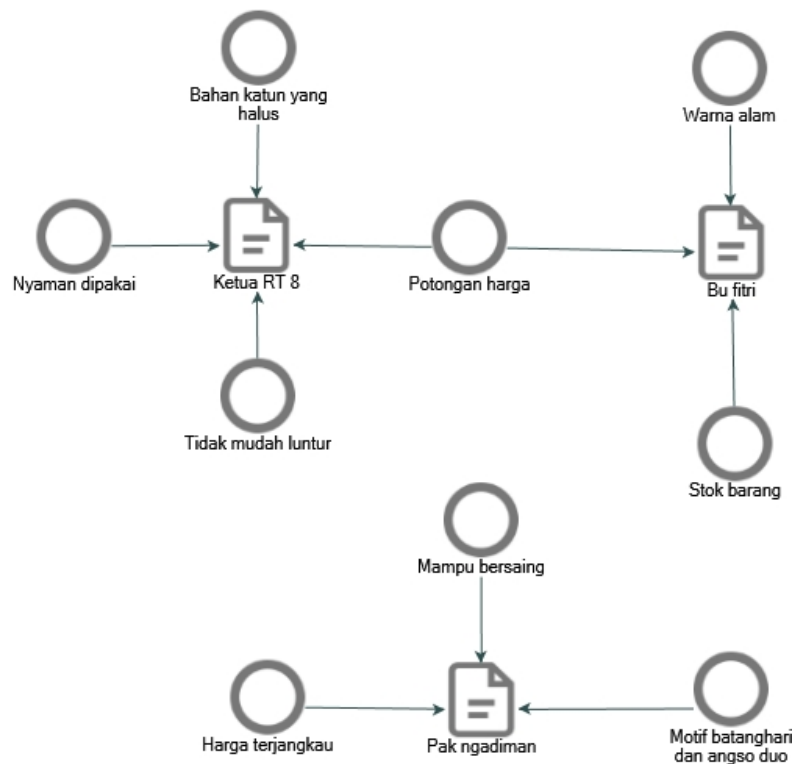 Bahan katun yang
halus
Warna alam
Nyaman dipakai
Ketua RT 8
Potongan harga
Bu fitri
Tidak mudah luntur
Stok barang
Mampu bersaing
Harga terjangkau
Pak ngadiman
Motif batanghari
dan angso duo